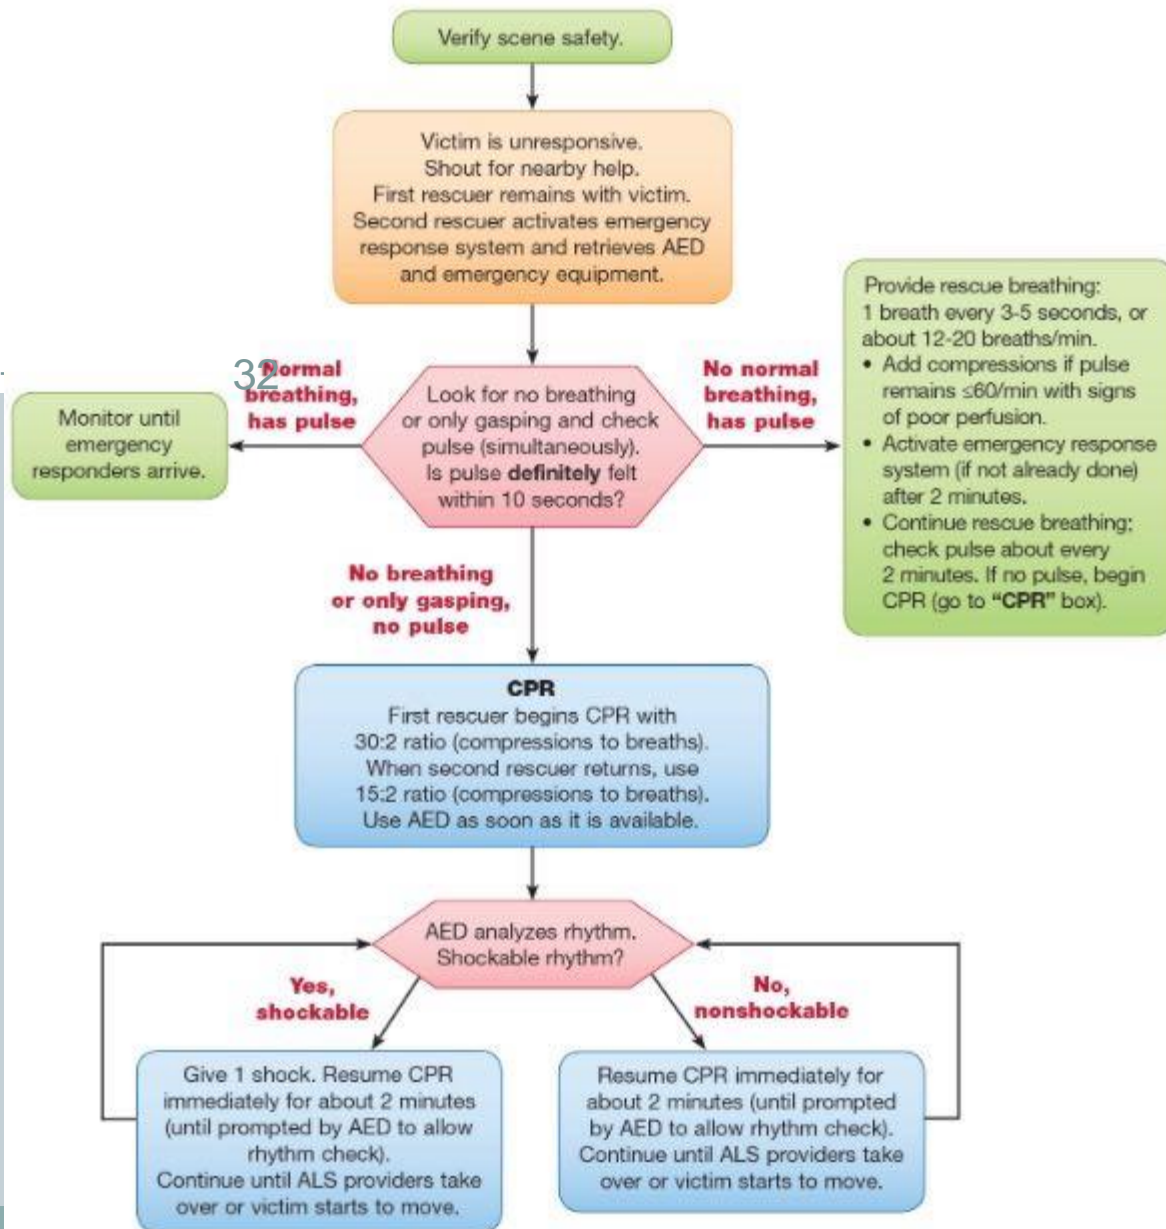 Verify scene safety.
Victim is unresponsive.
Shout for nearby help.
First rescuer remains with victim.
Second rescuer activates emergency
response system and retrieves AED
and emergency equipment.
32
Normal
breathing,
has pulse
Monitor until
emergency
responders arrive.
Look for no breathing
or only gasping and check
pulse (simultaneously).
Is pulse definitely felt
within 10 seconds?
No normal
breathing,
has pulse
Provide rescue breathing:
1 breath every 3-5 seconds, or
about 12-20 breaths/min.
• Add compressions if pulse
remains ≤60/min with signs
of poor perfusion.
• Activate emergency response
system (if not already done)
after 2 minutes.
• Continue rescue breathing;
check pulse about every
2 minutes. If no pulse, begin
CPR (go to “CPR” box).
No breathing
or only gasping,
no pulse
CPR
First rescuer begins CPR with
30:2 ratio (compressions to breaths).
When second rescuer returns, use
15:2 ratio (compressions to breaths).
Use AED as soon as it is available.
AED analyzes rhythm.
Shockable rhythm?
Yes,
shockable
No,
nonshockable
Give 1 shock. Resume CPR
immediately for about 2 minutes
(until prompted by AED to allow
rhythm check).
Continue until ALS providers take
over or victim starts to move.
Resume CPR immediately for
about 2 minutes (until prompted
by AED to allow rhythm check).
Continue until ALS providers take
over or victim starts to move.